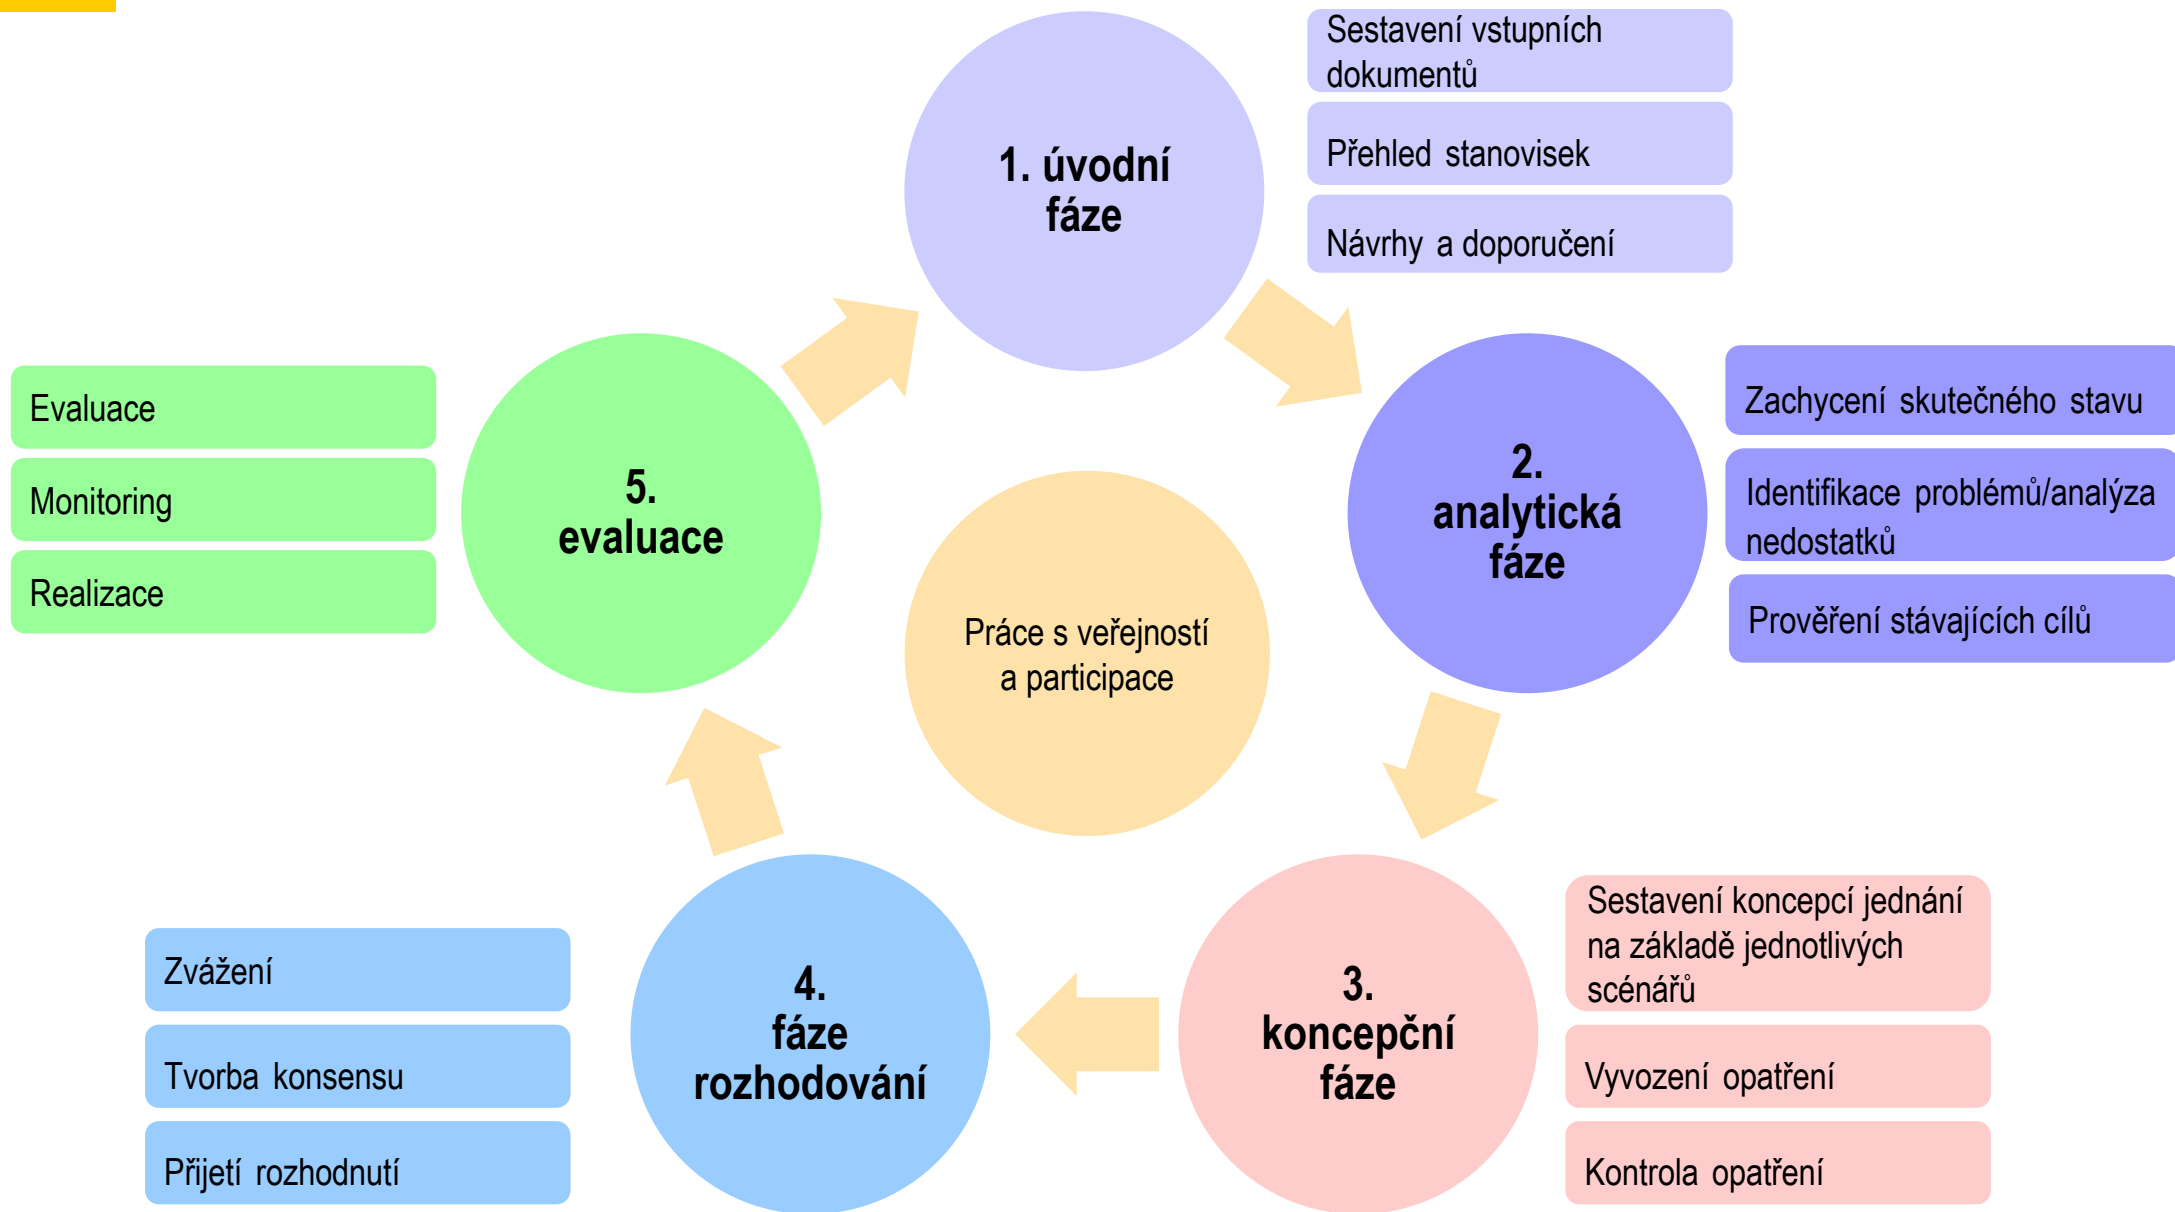 1. úvodní
fáze
Sestavení vstupních
dokumentů
Přehled stanovisek
Návrhy a doporučení
2.
analytická
fáze
Zachycení skutečného stavu
Identifikace problémů/analýza
nedostatků
Prověření stávajících cílů
3.
koncepční
fáze
Sestavení koncepcí jednání
na základě jednotlivých
scénářů
Vyvození opatření
Kontrola opatření
4.
fáze
rozhodování
Zvážení
Tvorba konsensu
Přijetí rozhodnutí
5.
evaluace
Evaluace
Monitoring
Realizace
Práce s veřejností
a participace